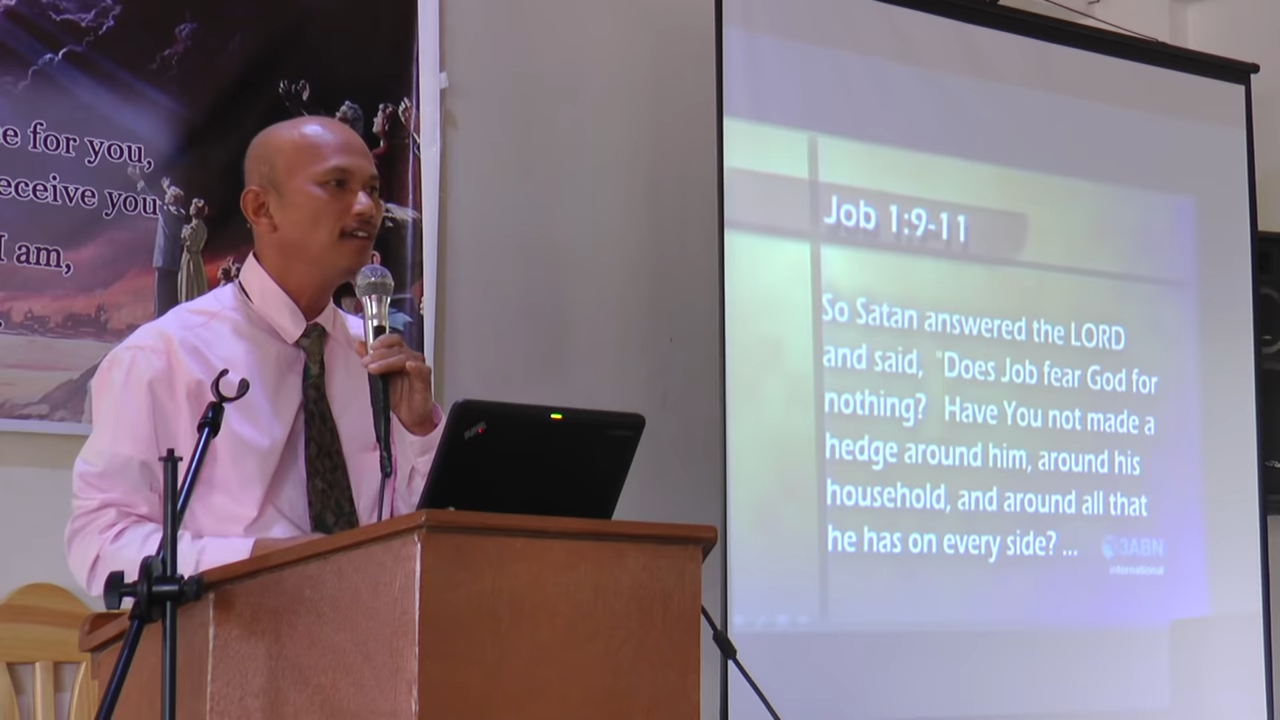 e for you,
eceive you
I am,
Job 1:9-11
So Satan answered the LORD
and said, "Does Job fear God for
nothing? Have You not made a
hedge around him, around his
household, and around all that
he has on every side? ...
3ABN
international